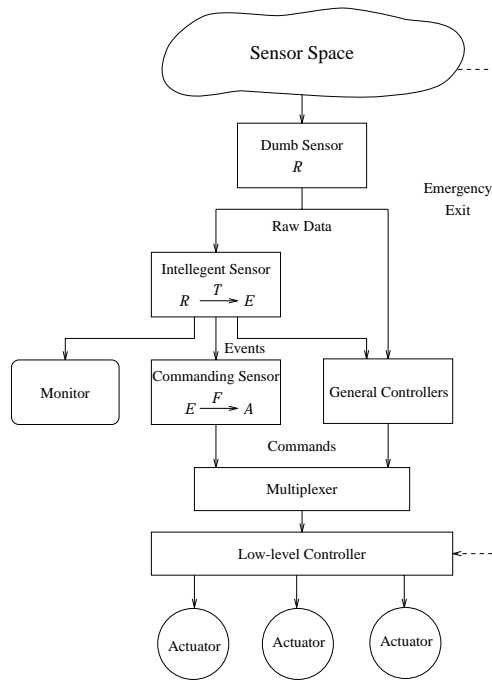 Sensor Space
Dumb Sensor
R
Emergency
Exit
Raw Data
Intellegent Sensor
R T E
Events
Monitor
Commanding Sensor
E F A
General Controllers
Commands
Multiplexer
Low-level Controller
Actuator
Actuator
Actuator